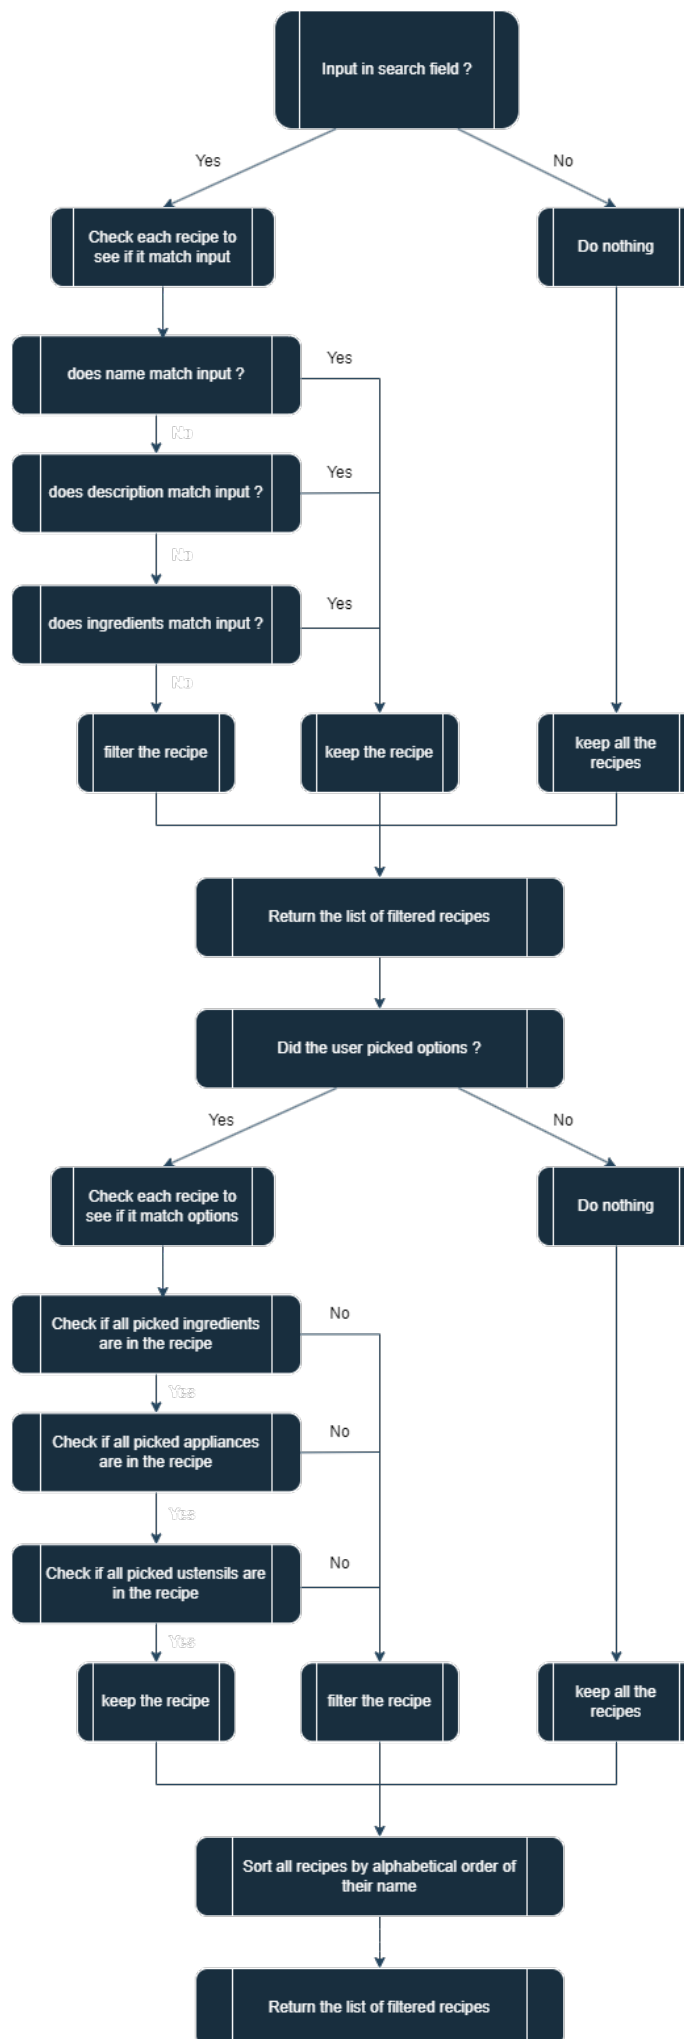 Input in search field ?
Yes
No
Check each recipe to
see if it match input
Do nothing
does name match input ?
Yes
No
does description match input ?
Yes
No
does ingredients match input ?
Yes
No
filter the recipe
keep the recipe
keep all the
recipes
Return the list of filtered recipes
Did the user picked options ?
Yes
No
Check each recipe to
see if it match options
Do nothing
Check if all picked ingredients
are in the recipe
No
Yes
Check if all picked appliances
are in the recipe
No
Yes
Check if all picked ustensils are
in the recipe
No
Yes
keep the recipe
filter the recipe
keep all the
recipes
Sort all recipes by alphabetical order of
their name
Return the list of filtered recipes